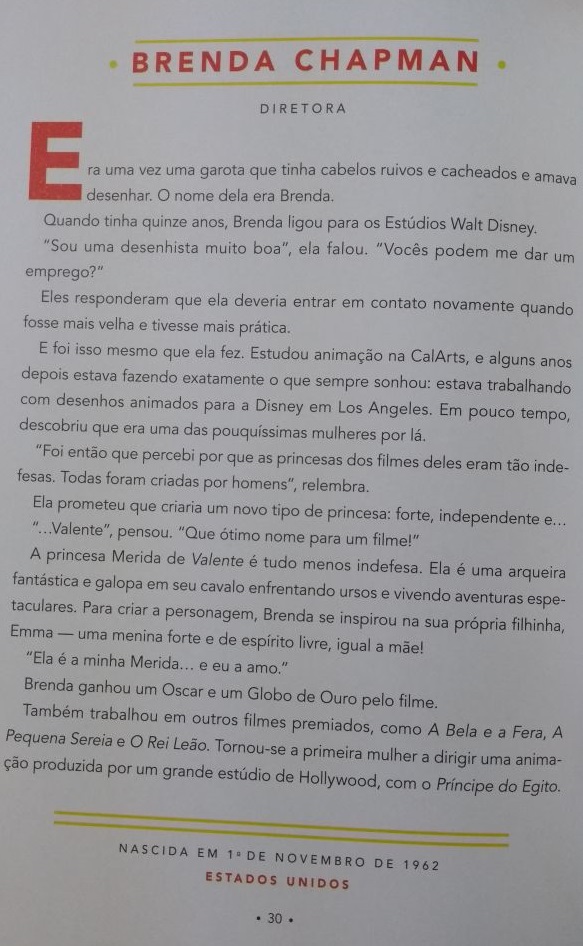 • BRENDA CHAPMAN •
DIRETORA
Era uma vez uma garota que tinha cabelos ruivos e cacheados e amava
desenhar. O nome dela era Brenda.
Quando tinha quinze anos, Brenda ligou para os Estúdios Walt Disney.
“Sou uma desenhista muito boa”, ela falou. “Vocês podem me dar um
emprego?”
Eles responderam que ela deveria entrar em contato novamente quando
fosse mais velha e tivesse mais prática.
E foi isso mesmo que ela fez. Estudou animação na CalArts, e alguns anos
depois estava fazendo exatamente o que sempre sonhou: estava trabalhando
com desenhos animados para a Disney em Los Angeles. Em pouco tempo,
descobriu que era uma das pouquíssimas mulheres por lá.
“Foi então que percebi por que as princesas dos filmes deles eram tão inde-
fesas. Todas foram criadas por homens”, relembra.
Ela prometeu que criaria um novo tipo de princesa: forte, independente e...
“...Valente”, pensou. “Que ótimo nome para um filme!”
A princesa Merida de Valente é tudo menos indefesa. Ela é uma arqueira
fantástica e galopa em seu cavalo enfrentando ursos e vivendo aventuras espe-
taculares. Para criar a personagem, Brenda se inspirou na sua própria filhinha,
Emma — uma menina forte e de espírito livre, igual a mãe!
“Ela é a minha Merida... e eu a amo.”
Brenda ganhou um Oscar e um Globo de Ouro pelo filme.
Também trabalhou em outros filmes premiados, como A Bela e a Fera, A
Pequena Sereia e O Rei Leão. Tornou-se a primeira mulher a dirigir uma anima-
ção produzida por um grande estúdio de Hollywood, com o Príncipe do Egito.
NASCIDA EM 1º DE NOVEMBRO DE 1962
ESTADOS UNIDOS
• 30 •